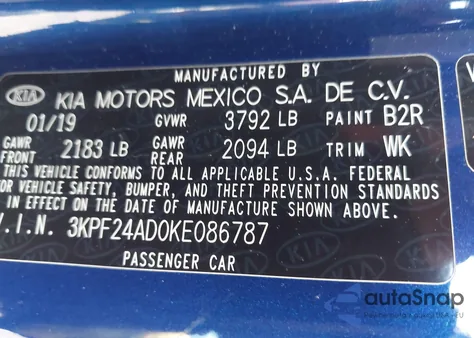 MANUFACTURED BY
KIA KIA MOTORS MEXICO S.A. DE C.V.
01/19 GVWR 3792 LB PAINT B2R
GAWR FRONT 2183 LB GAWR REAR 2094 LB TRIM WK
THIS VEHICLE CONFORMS TO ALL APPLICABLE U.S.A. FEDERAL
MOTOR VEHICLE SAFETY, BUMPER, AND THEFT PREVENTION STANDARDS
IN EFFECT ON THE DATE OF MANUFACTURE SHOWN ABOVE.
V.I.N. 3KPF24AD0KE086787
PASSENGER CAR
autoSnap